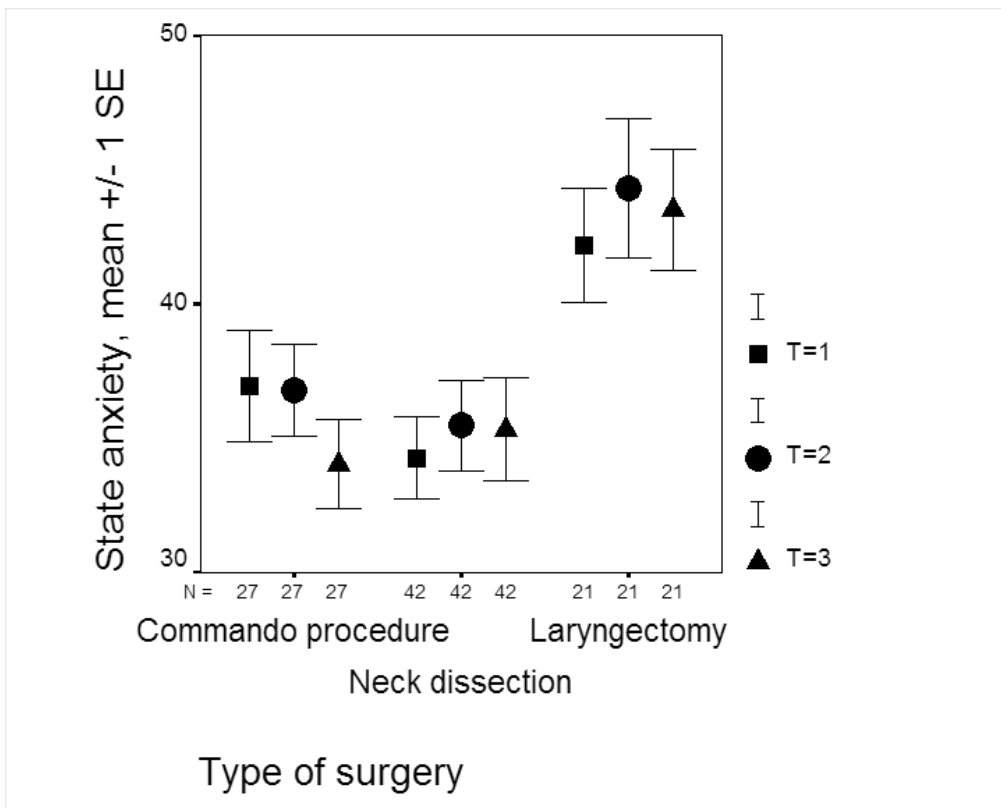 State anxiety, mean +/- 1 SE
50
40
30
N = 27 27 27 42 42 42 21 21 21
Commando procedure Laryngectomy
Neck dissection
Type of surgery
T=1
T=2
T=3